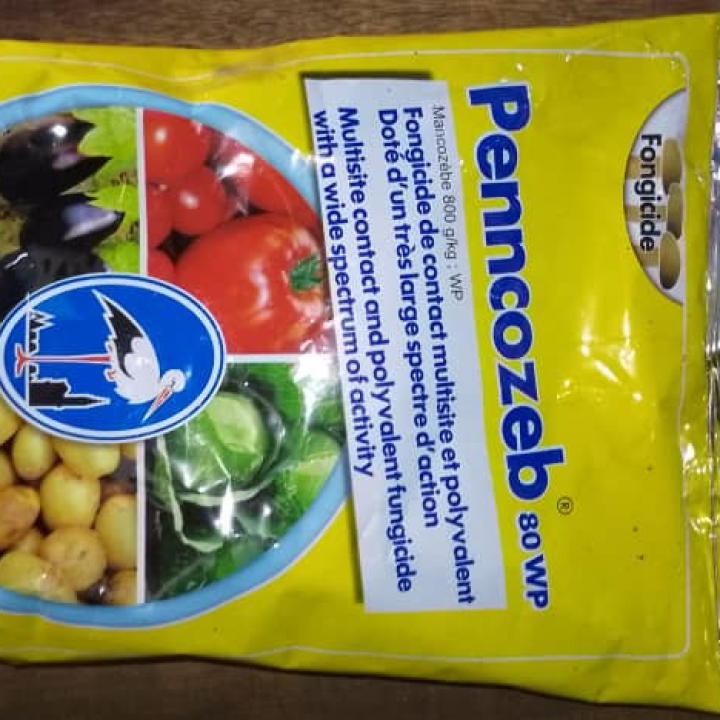 Fongicide
Penncozeb® 80 WP
Mancozèbe 800 g/kg : WP
Fongicide de contact multisite et polyvalent
Doté d'un très large spectre d'action
Multisite contact and polyvalent fungicide
with a wide spectrum of activity